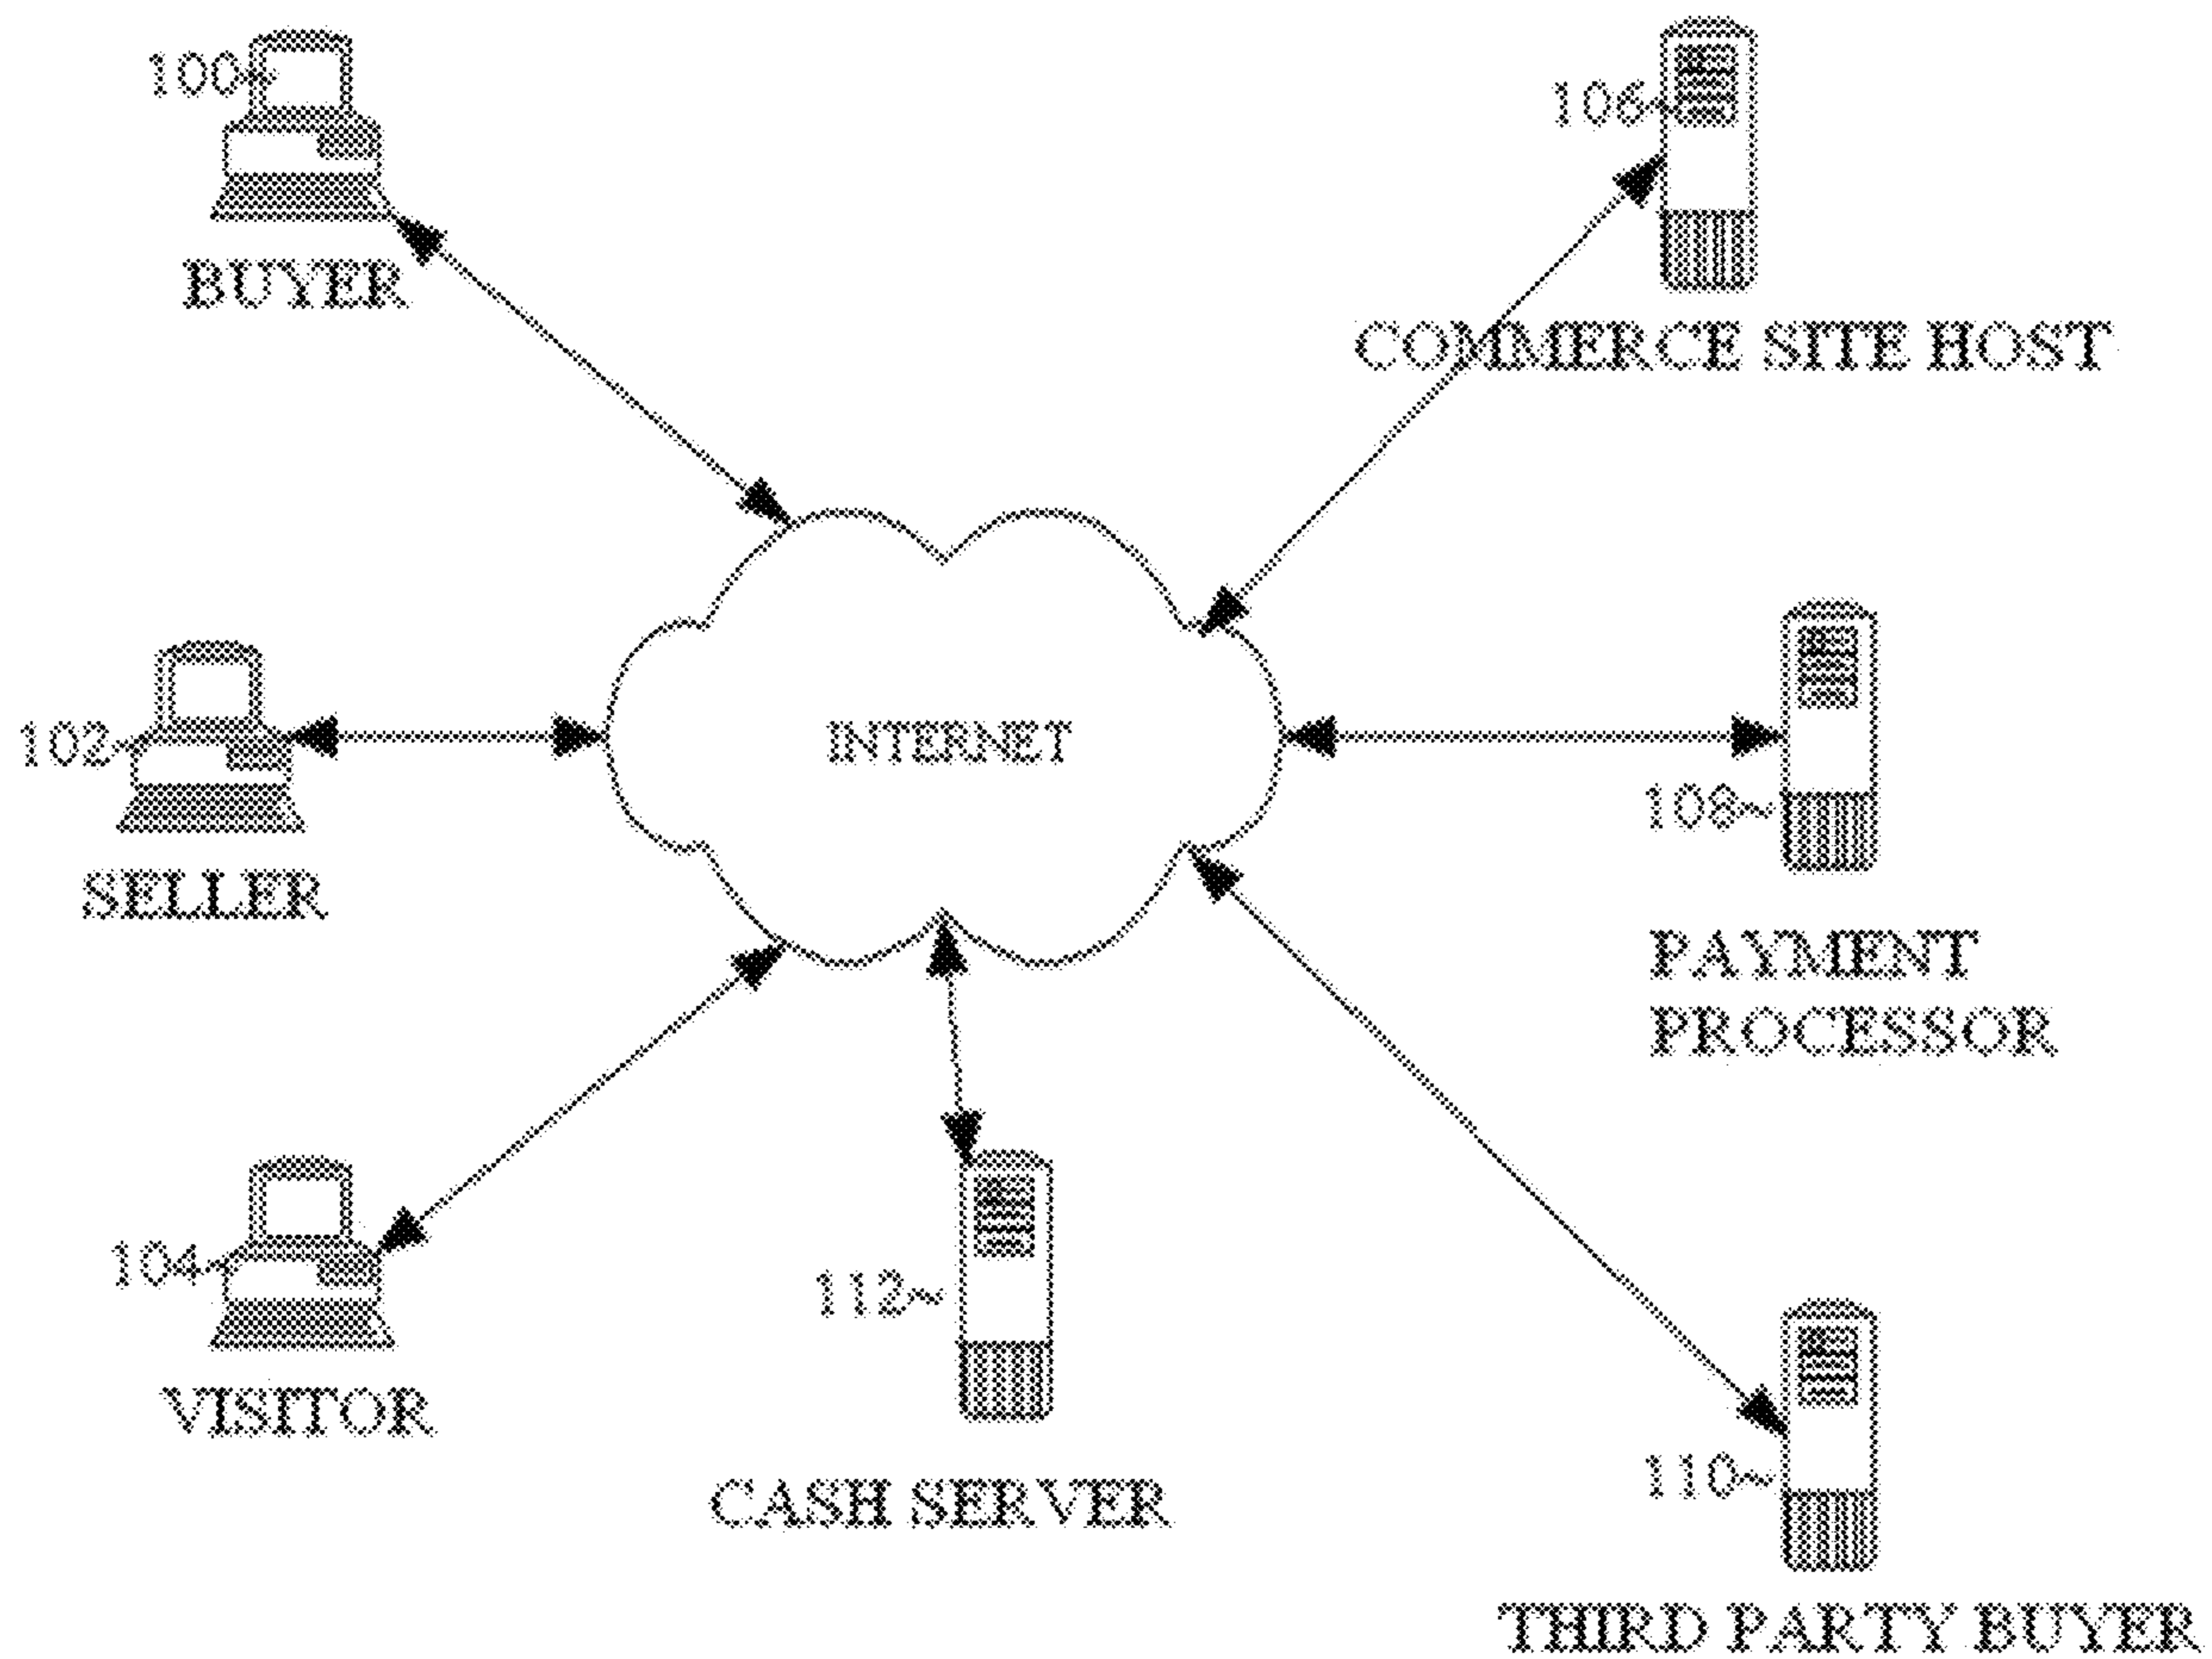 100~
BUYER
106~
COMMERCE SITE HOST
102~
SELLER
INTERNET
108~
PAYMENT
PROCESSOR
104~
VISITOR
112~
CASH SERVER
110~
THIRD PARTY BUYER